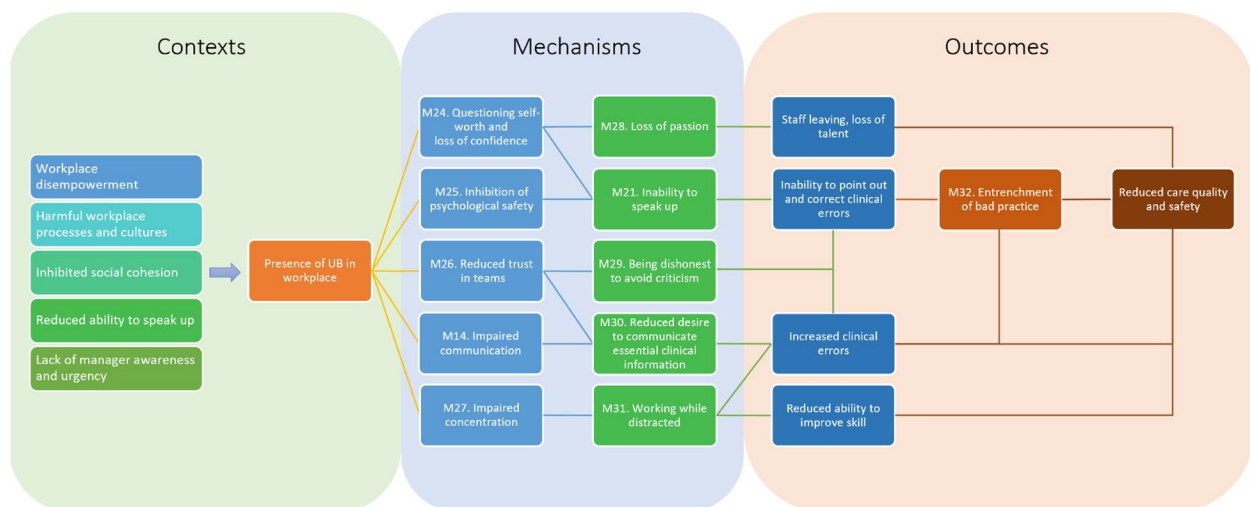 Contexts
Mechanisms
Outcomes
Workplace
disempowerment
Harmful workplace
processes and cultures
Inhibited social cohesion
Reduced ability to speak up
Lack of manager awareness
and urgency
Presence of UB in
workplace
M24. Questioning self-
worth and
loss of confidence
M25. Inhibition of
psychological safety
M26. Reduced trust
in teams
M14. Impaired
communication
M27. Impaired
concentration
M28. Loss of passion
M21. Inability to
speak up
M29. Being dishonest
to avoid criticism
M30. Reduced desire
to communicate
essential clinical
information
M31. Working while
distracted
Staff leaving, loss of
talent
Inability to point out
and correct clinical
errors
Increased clinical
errors
Reduced ability to
improve skill
M32. Entrenchment
of bad practice
Reduced care quality
and safety